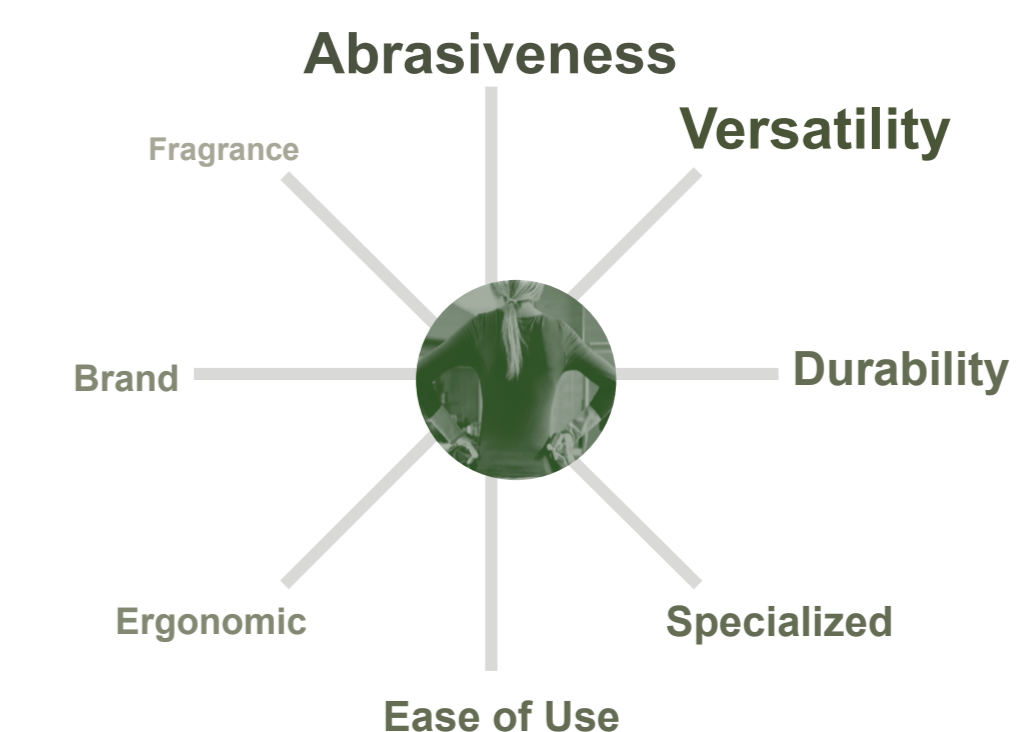 Abrasiveness
Versatility
Fragrance
Durability
Brand
Specialized
Ergonomic
Ease of Use